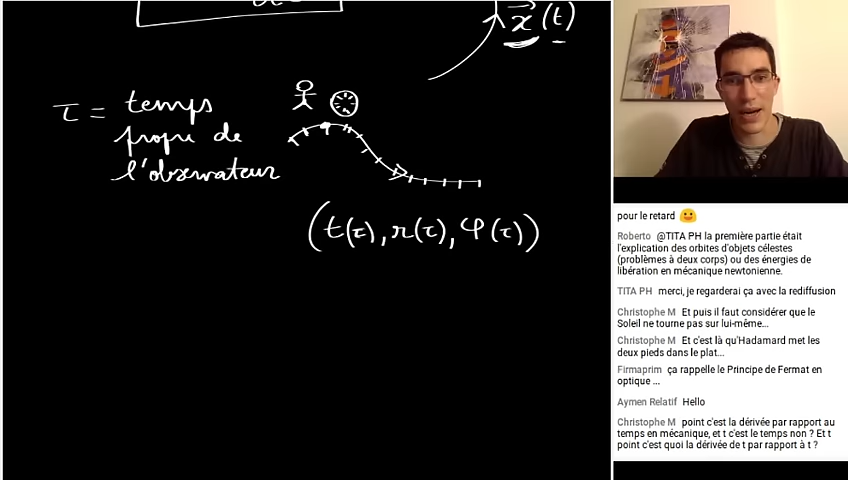 x(t)
τ = temps
propre de
l'observateur
(t(τ), r(τ), φ(τ))
pour le retard
Roberto @TITA PH la première partie était
l'explication des orbites d'objets célestes
(problèmes à deux corps) ou des énergies de
libération en mécanique newtonienne.
TITA PH merci, je regarderai ça avec la rediffusion
Christophe M Et puis il faut considérer que le
Soleil ne tourne pas sur lui-même...
Christophe M Et c'est là qu'Hadamard met les
deux pieds dans le plat...
Firmaprim ça rappelle le Principe de Fermat en
optique ...
Aymen Relatif Hello
Christophe M point c'est la dérivée par rapport au
temps en mécanique, et t c'est le temps non ? Et t
point c'est quoi la dérivée de t par rapport à t ?